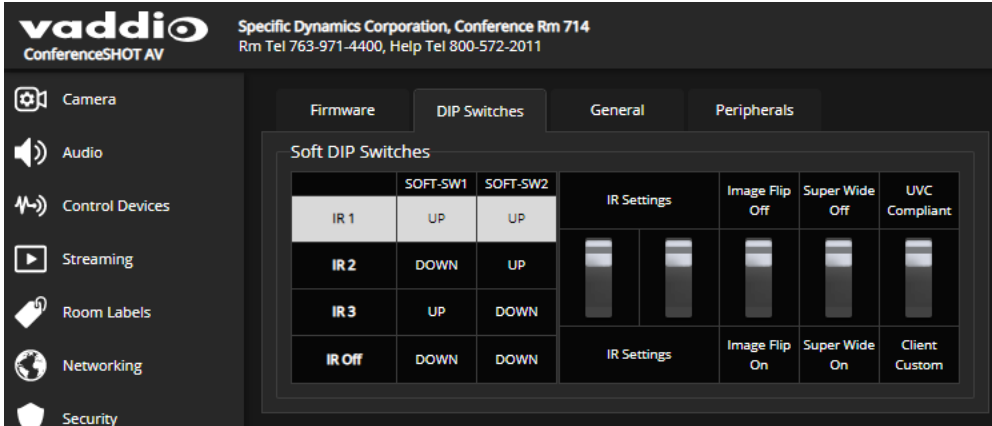 vaddio
ConferenceSHOT AV
Specific Dynamics Corporation, Conference Rm 714
Rm Tel 763-971-4400, Help Tel 800-572-2011
Camera
Audio
Control Devices
Streaming
Room Labels
Networking
Security
Firmware
DIP Switches
General
Peripherals
Soft DIP Switches
SOFT-SW1 SOFT-SW2
IR 1 UP UP
IR 2 DOWN UP
IR 3 UP DOWN
IR Off DOWN DOWN
IR Settings
Image Flip
Off
Super Wide
Off
UVC
Compliant
IR Settings
Image Flip
On
Super Wide
On
Client
Custom